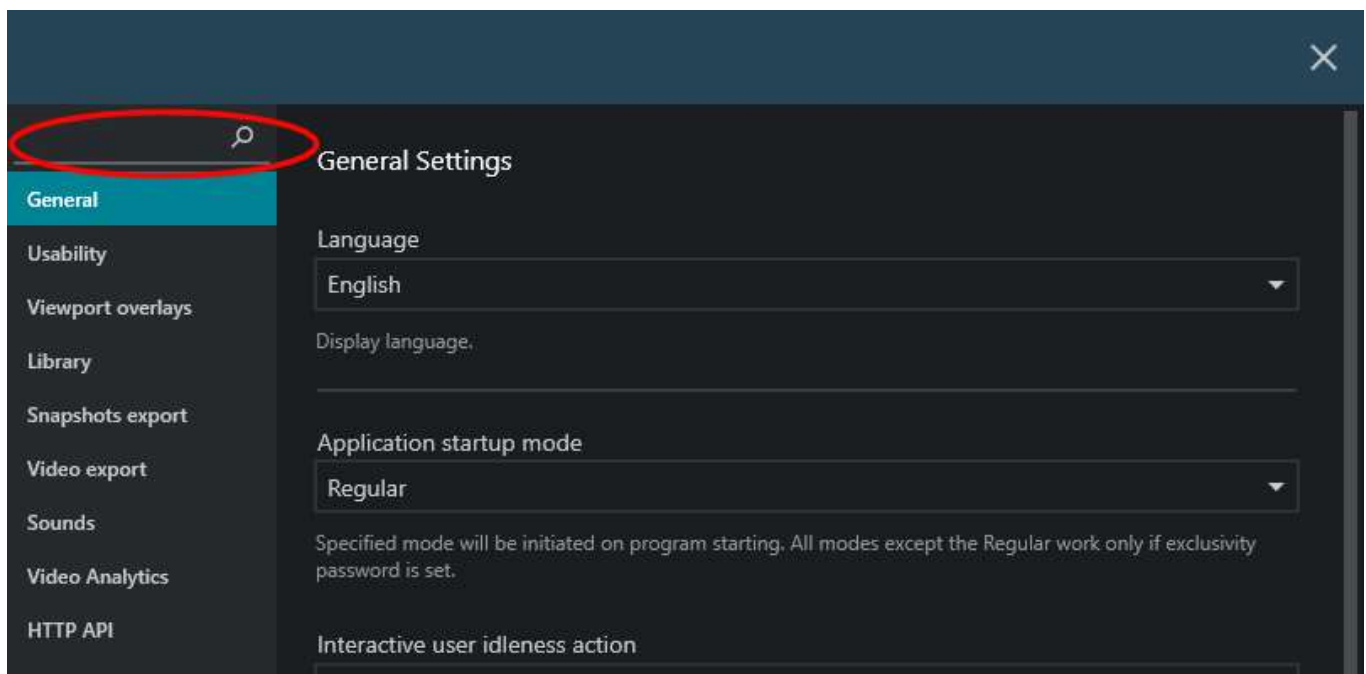 General
Usability
Viewport overlays
Library
Snapshots export
Video export
Sounds
Video Analytics
HTTP API
General Settings
Language
English
Display language.
Application startup mode
Regular
Specified mode will be initiated on program starting. All modes except the Regular work only if exclusivity
password is set.
Interactive user idleness action